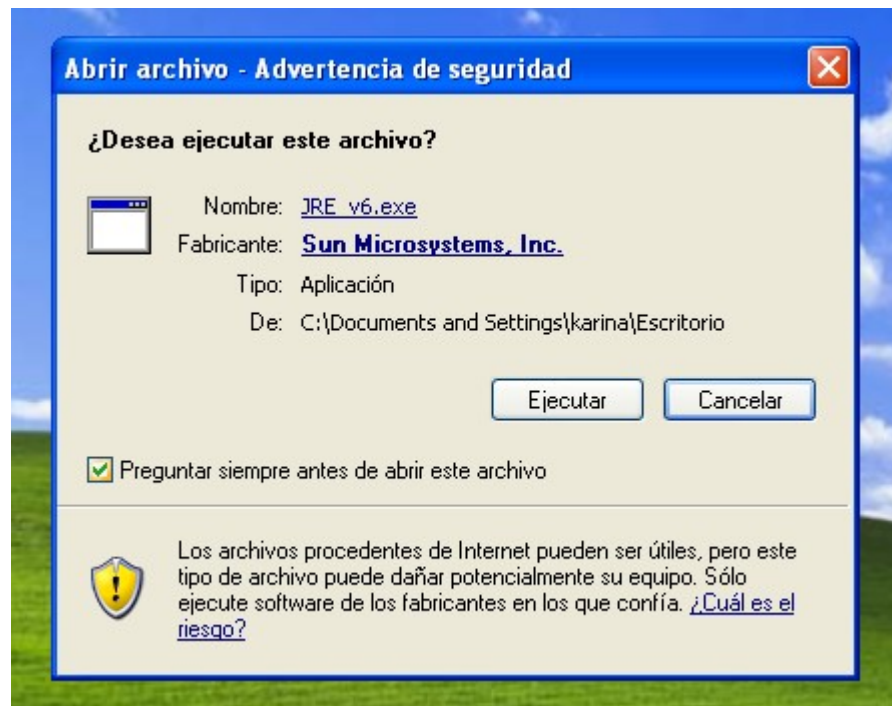 Abrir archivo - Advertencia de seguridad
¿Desea ejecutar este archivo?
Nombre: JRE_v6.exe
Fabricante: Sun Microsystems, Inc.
Tipo: Aplicación
De: C:\Documents and Settings\karina\Escritorio
Ejecutar Cancelar
Preguntar siempre antes de abrir este archivo
Los archivos procedentes de Internet pueden ser útiles, pero este
tipo de archivo puede dañar potencialmente su equipo. Sólo
ejecute software de los fabricantes en los que confía. ¿Cuál es el
riesgo?